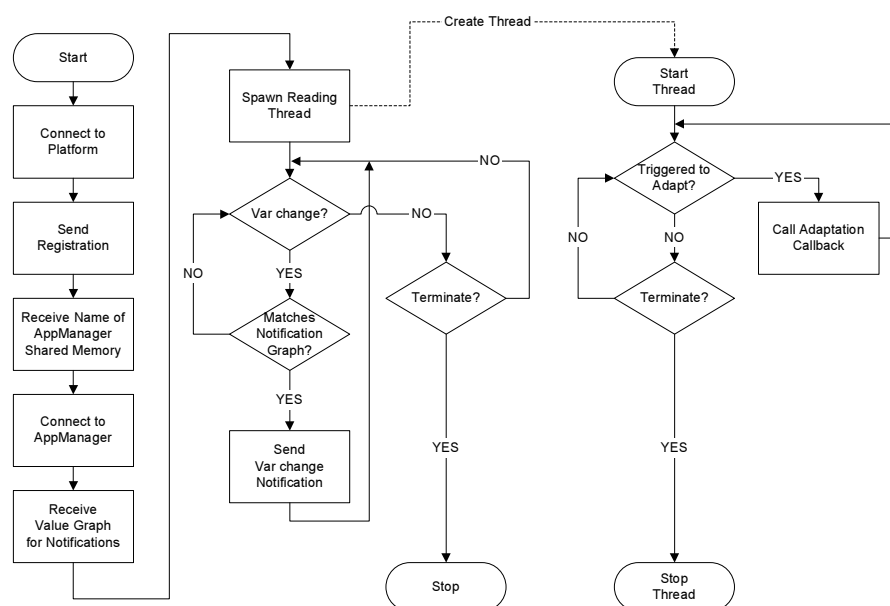 Start
Connect to
Platform
Send
Registration
Receive Name of
AppManager
Shared Memory
Connect to
AppManager
Receive
Value Graph
for Notifications
Spawn Reading
Thread
Create Thread
Var change?
NO
YES
NO
Matches
Notification
Graph?
YES
Send
Var change
Notification
NO
Terminate?
YES
Stop
Start
Thread
Triggered to
Adapt?
YES
Call Adaptation
Callback
NO
NO
Terminate?
YES
Stop
Thread